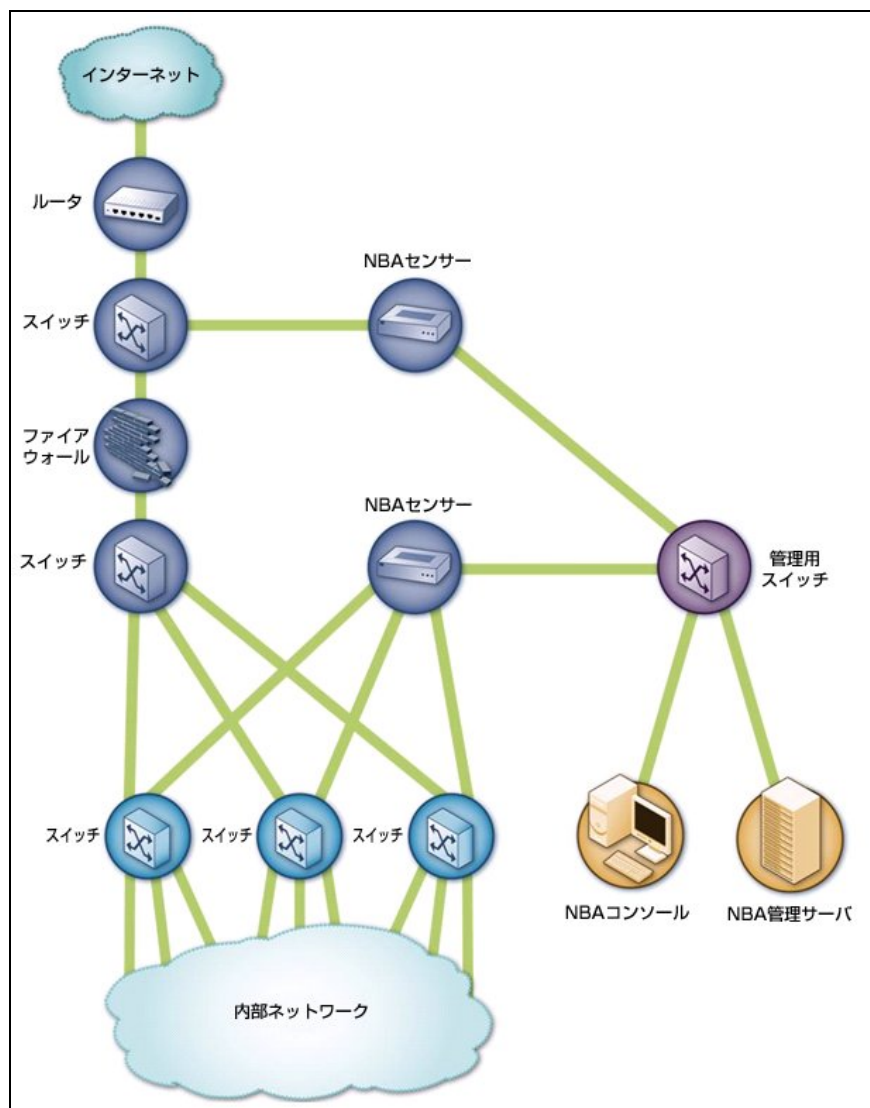 インターネット
ルータ
NBAセンサー
スイッチ
ファイア
ウォール
NBAセンサー
スイッチ
管理用
スイッチ
スイッチ
スイッチ
スイッチ
NBAコンソール
NBA管理サーバ
内部ネットワーク